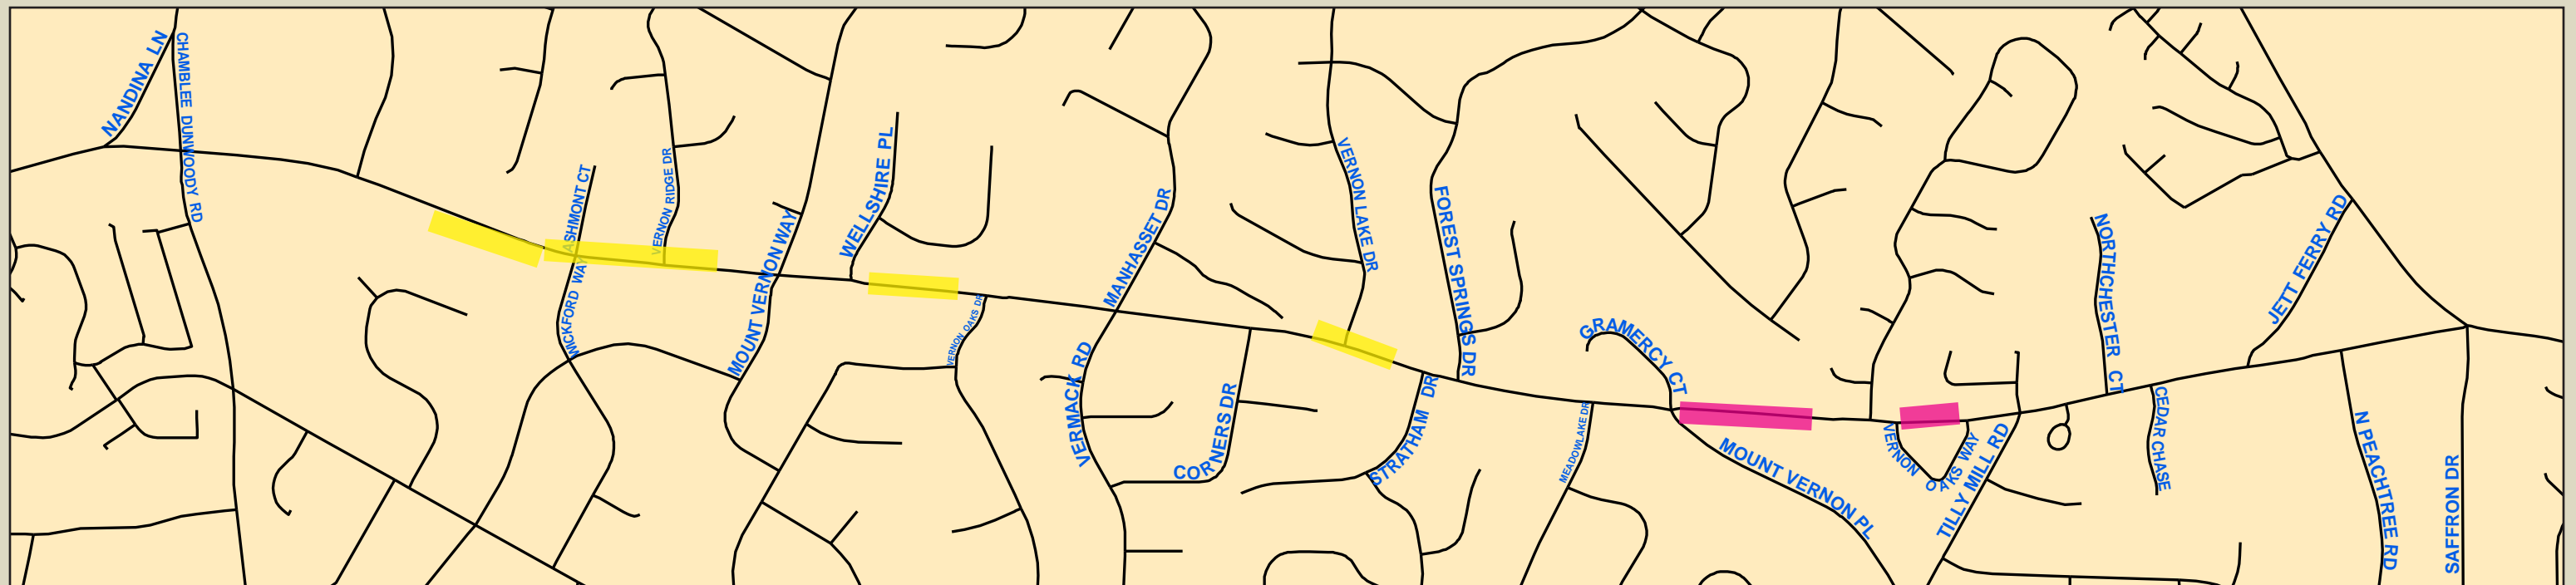 NANDINA LN
CHAMBLEE DUNWOODY RD
ASHMONT CT
WICKFORD WAY
VERNON RIDGE DR
MOUNT VERNON WAY
WELLSHIRE PL
VERNON OAKS DR
MANHASSET DR
VERMACK RD
CORNERS DR
VERNON LAKE DR
STRATHAM DR
FOREST SPRINGS DR
MEADOWLAKE DR
GRAMERCY CT
MOUNT VERNON PL
VERNON OAKS WAY
TILLY MILL RD
NORTHCHESTER CT
CEDAR CHASE
JETT FERRY RD
N PEACHTREE RD
SAFFRON DR